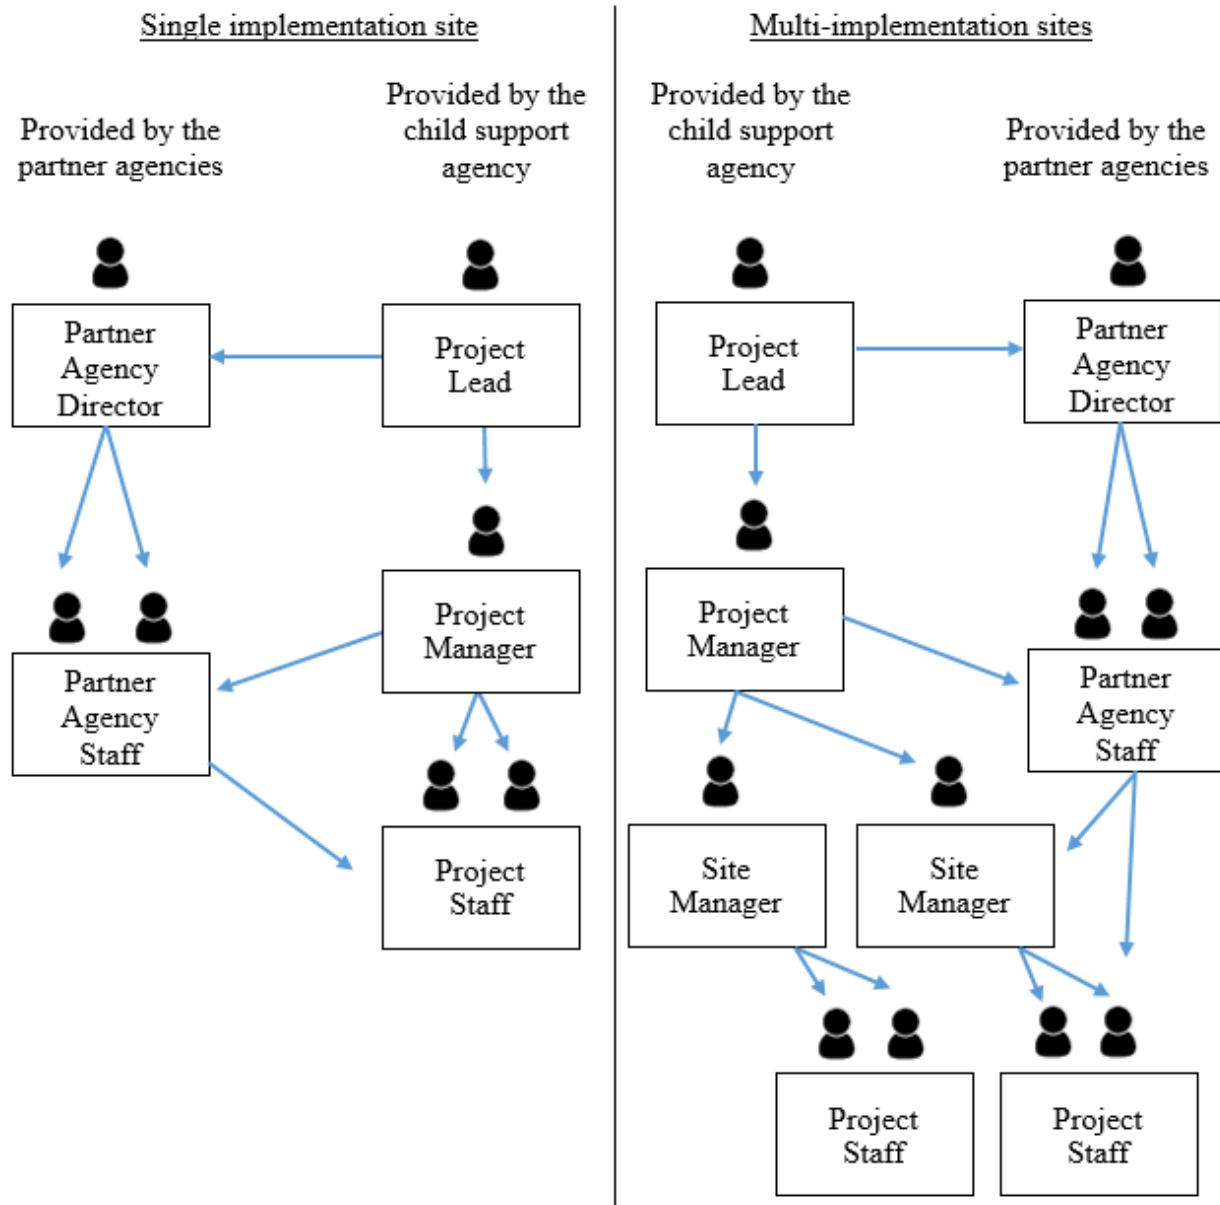 Single implementation site
Provided by the
partner agencies
Provided by the
child support
agency
Partner
Agency
Director
Project
Lead
Project
Manager
Partner
Agency
Staff
Project
Staff
Multi-implementation sites
Provided by the
child support
agency
Provided by the
partner agencies
Project
Lead
Partner
Agency
Director
Project
Manager
Partner
Agency
Staff
Site
Manager
Site
Manager
Project
Staff
Project
Staff